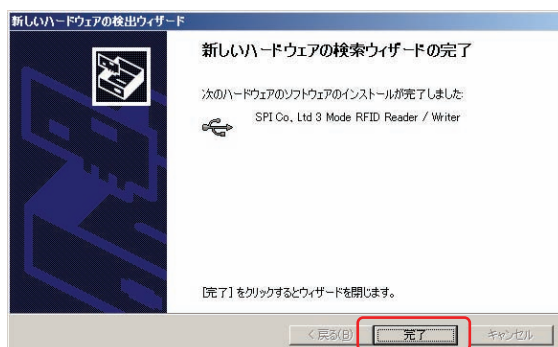 新しいハードウェアの検出ウィザード
新しいハードウェアの検索ウィザードの完了
次のハードウェアのソフトウェアのインストールが完了しました:
SPI Co., Ltd 3 Mode RFID Reader / Writer
[完了] をクリックするとウィザードを閉じます。
< 戻る(B) 完了 キャンセル